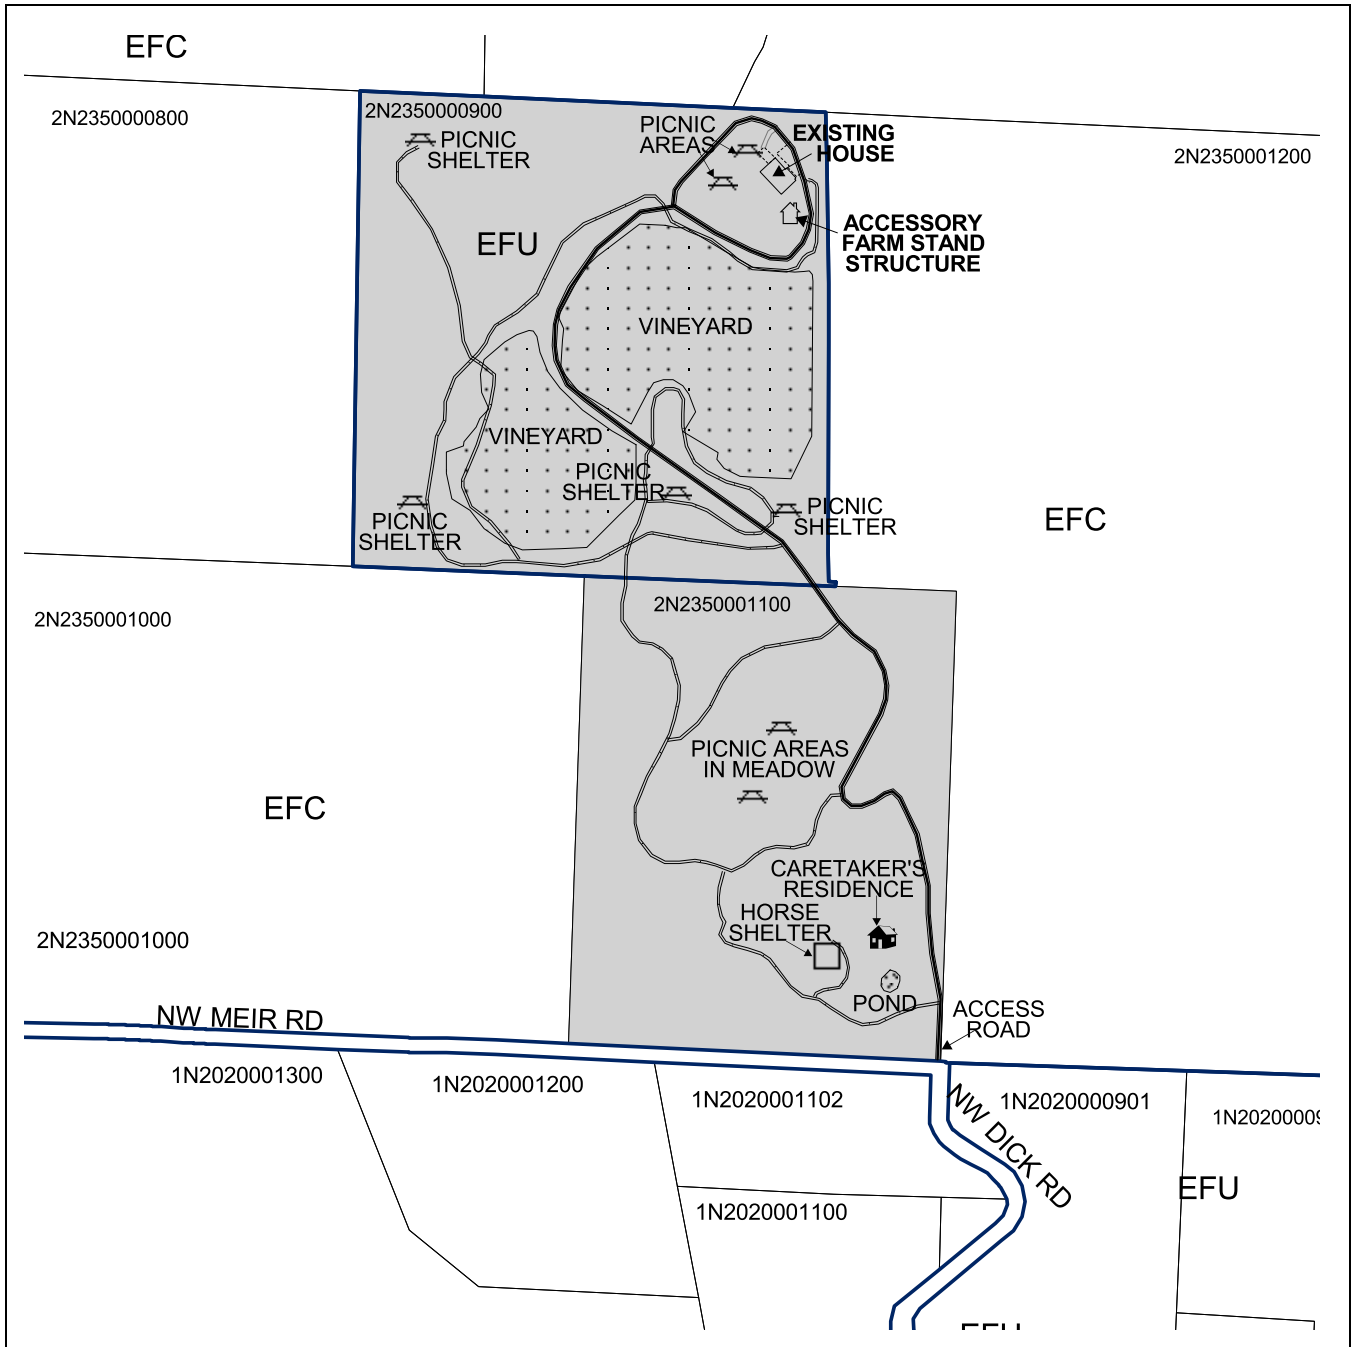 EFC
2N2350000800
2N2350000900
PICNIC
SHELTER
PICNIC
AREAS
EXISTING
HOUSE
2N2350001200
EFU
ACCESSORY
FARM STAND
STRUCTURE
VINEYARD
VINEYARD
PICNIC
SHELTER
PICNIC
SHELTER
PICNIC
SHELTER
EFC
2N2350001100
2N2350001000
PICNIC AREAS
IN MEADOW
EFC
CARETAKER'S
RESIDENCE
HORSE
SHELTER
2N2350001000
POND
ACCESS
ROAD
NW MEIR RD
1N2020001300
1N2020001200
1N2020001102
NW DICK RD
1N2020000901
1N2020009
EFU
1N2020001100
EFU